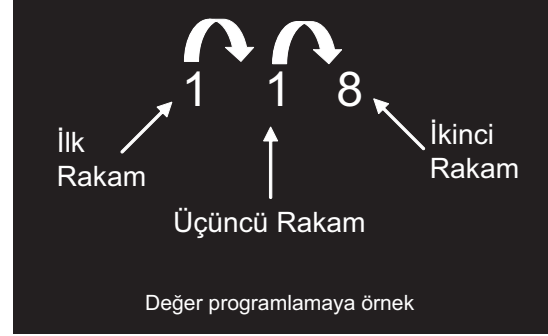 1 1 8
İlk
Rakam
İkinci
Rakam
Üçüncü Rakam
Değer programlamaya örnek